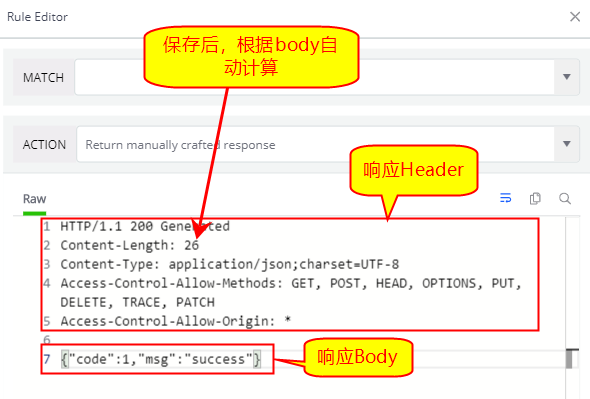 Rule Editor
保存后，根据body自
动计算
MATCH
ACTION
Return manually crafted response
响应Header
Raw
1 HTTP/1.1 200 Generated
2 Content-Length: 26
3 Content-Type: application/json;charset=UTF-8
4 Access-Control-Allow-Methods: GET, POST, HEAD, OPTIONS, PUT,
DELETE, TRACE, PATCH
5 Access-Control-Allow-Origin: *
6
7 {"code":1,"msg":"success"}
响应Body